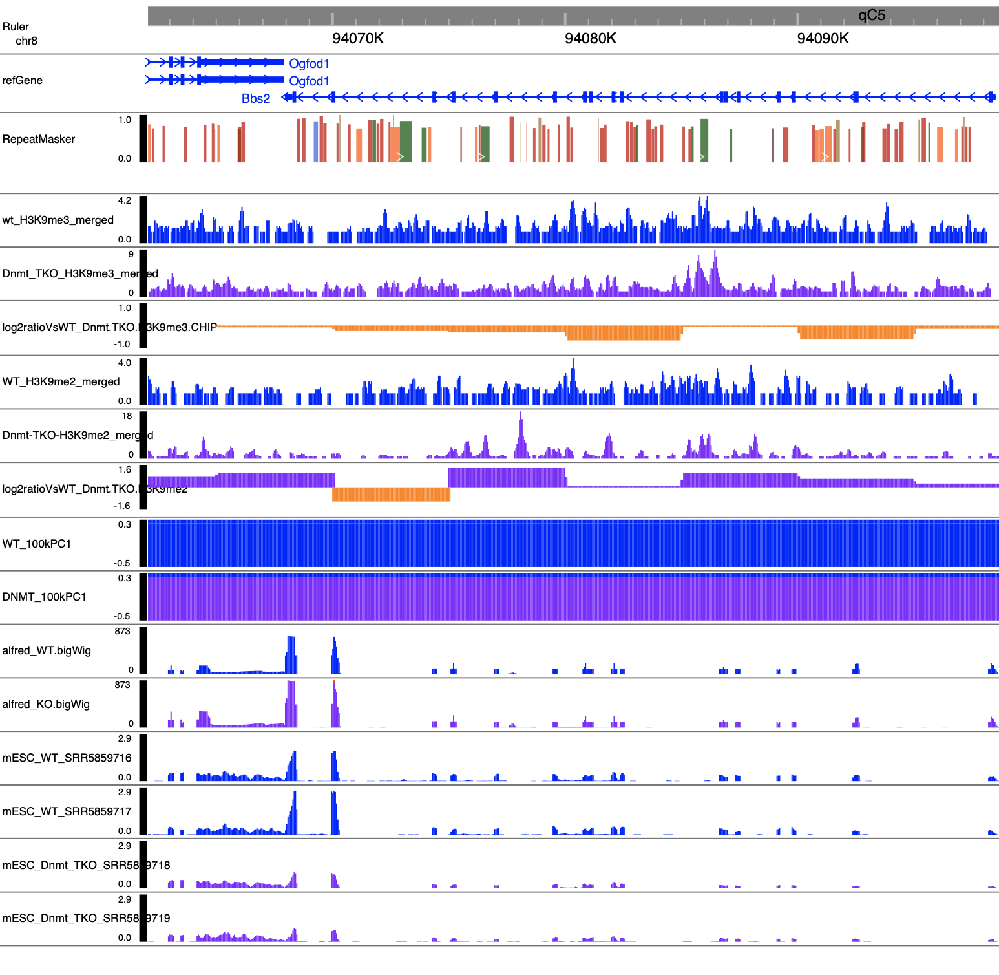 qC5
Ruler
chr8
94070K 94080K 94090K
Ogfod1
refGene
Ogfod1
Bbs2
1.0
RepeatMasker
0.0
4.2
wt_H3K9me3_merged
0.0
9
Dnmt_TKO_H3K9me3_merged
0
1.0
log2ratioVsWT_Dnmt.TKO.H3K9me3.CHIP
-1.0
4.0
WT_H3K9me2_merged
0.0
18
Dnmt-TKO-H3K9me2_merged
0
1.6
log2ratioVsWT_Dnmt.TKO.H3K9me2
-1.6
0.3
WT_100kPC1
-0.5
0.3
DNMT_100kPC1
-0.5
873
alfred_WT.bigWig
0
873
alfred_KO.bigWig
0
2.9
mESC_WT_SRR5859716
0.0
2.9
mESC_WT_SRR5859717
0.0
2.9
mESC_Dnmt_TKO_SRR5859718
0.0
2.9
mESC_Dnmt_TKO_SRR5859719
0.0